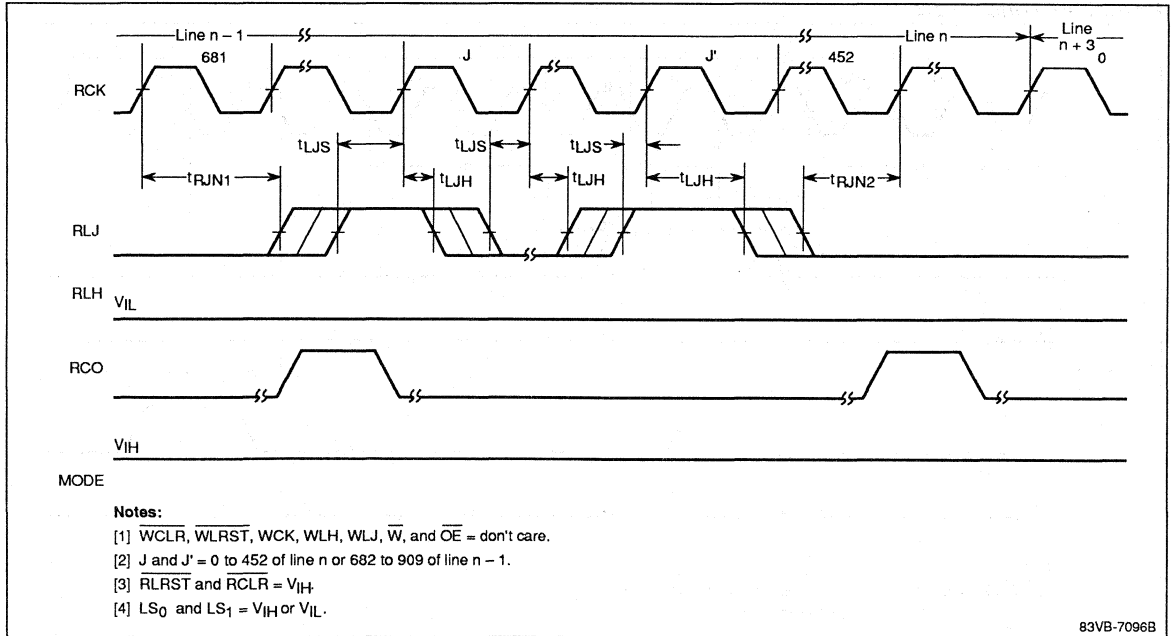 Line n – 1
Line n
Line
n + 3
681
J
J'
452
0
RCK
tLJS
tLJS
tLJS
tRJN1
tLJH
tLJH
tLJH
tRJN2
RLJ
RLH
VIL
RCO
VIH
MODE
Notes:
[1] WCLR, WLRST, WCK, WLH, WLJ, W, and OE = don't care.
[2] J and J' = 0 to 452 of line n or 682 to 909 of line n – 1.
[3] RLRST and RCLR = VIH.
[4] LS0 and LS1 = VIH or VIL.
83VB-7096B